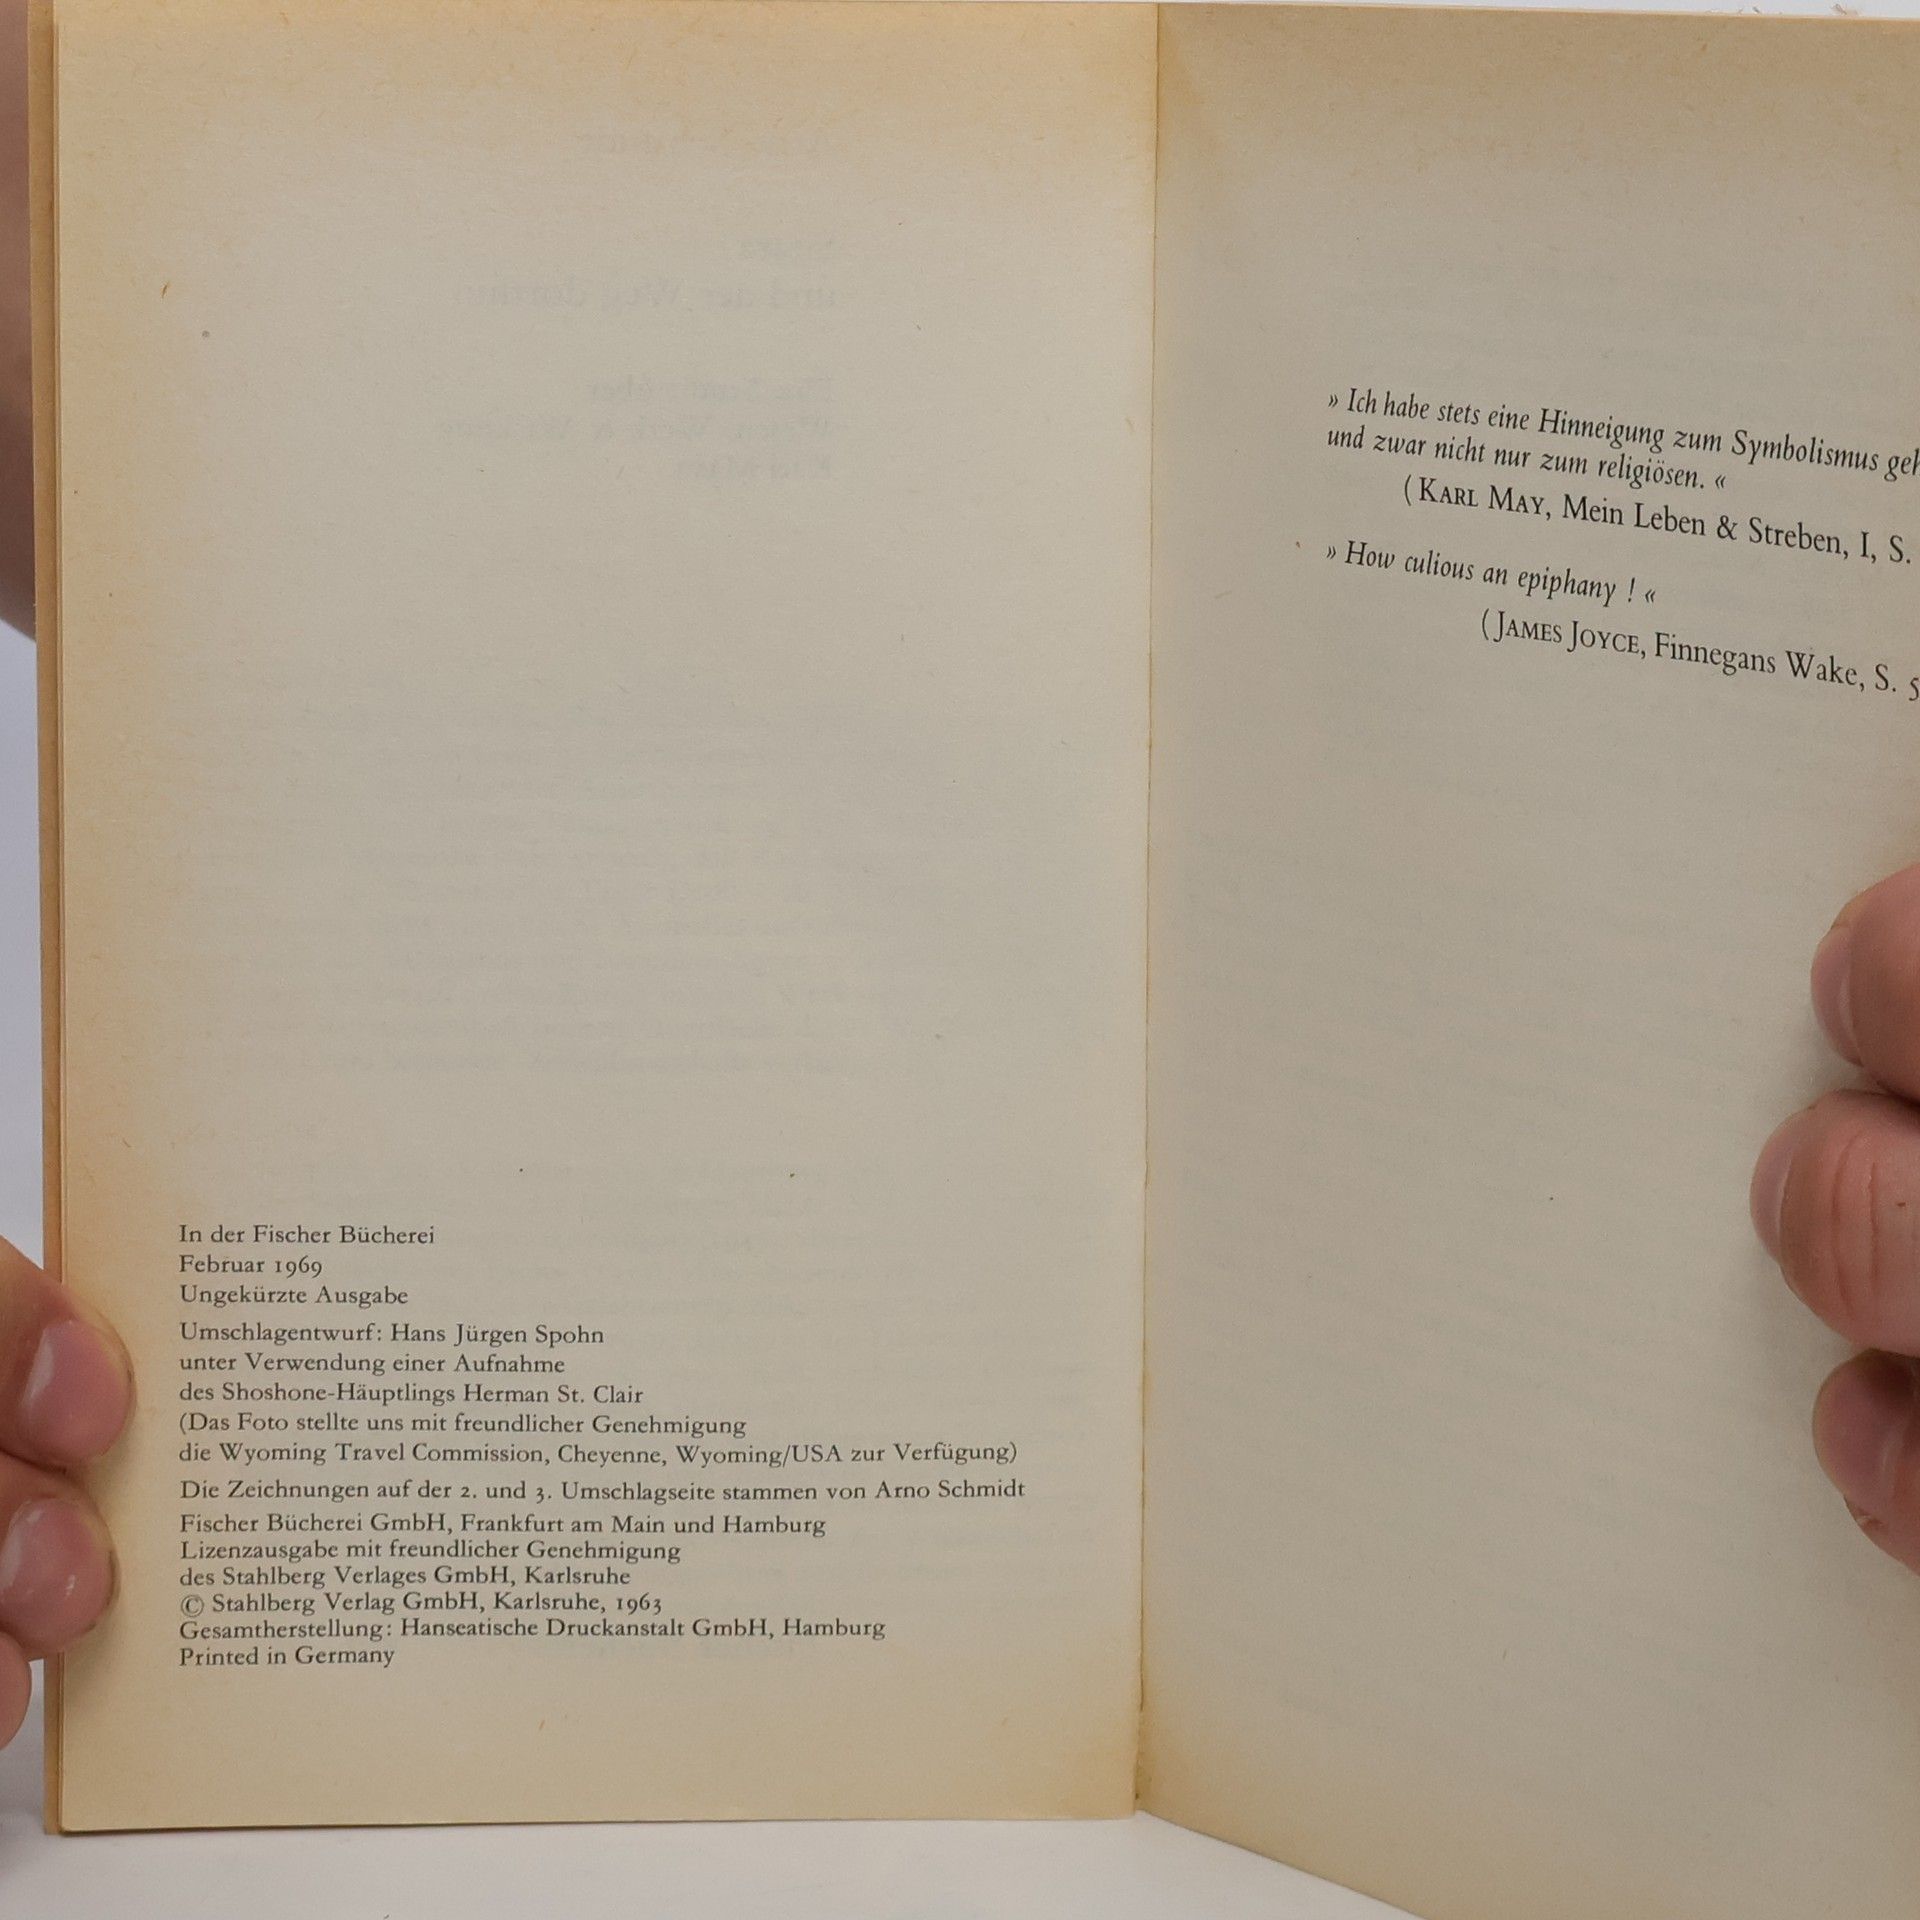 In der Fischer Bücherei
Februar 1969
Ungekürzte Ausgabe
Umschlagentwurf: Hans Jürgen Spohn
unter Verwendung einer Aufnahme
des Shoshone-Häuptlings Herman St. Clair
(Das Foto stellte uns mit freundlicher Genehmigung
die Wyoming Travel Commission, Cheyenne, Wyoming/USA zur Verfügung)
Die Zeichnungen auf der 2. und 3. Umschlagseite stammen von Arno Schmidt
Fischer Bücherei GmbH, Frankfurt am Main und Hamburg
Lizenzausgabe mit freundlicher Genehmigung
des Stahlberg Verlages GmbH, Karlsruhe
© Stahlberg Verlag GmbH, Karlsruhe, 1963
Gesamtherstellung: Hanseatische Druckanstalt GmbH, Hamburg
Printed in Germany
» Ich habe stets eine Hinneigung zum Symbolismus
und zwar nicht nur zum religiösen. «
(KARL MAY, Mein Leben & Streben, I, S.
» How culious an epiphany ! «
(JAMES JOYCE, Finnegans Wake, S. 5